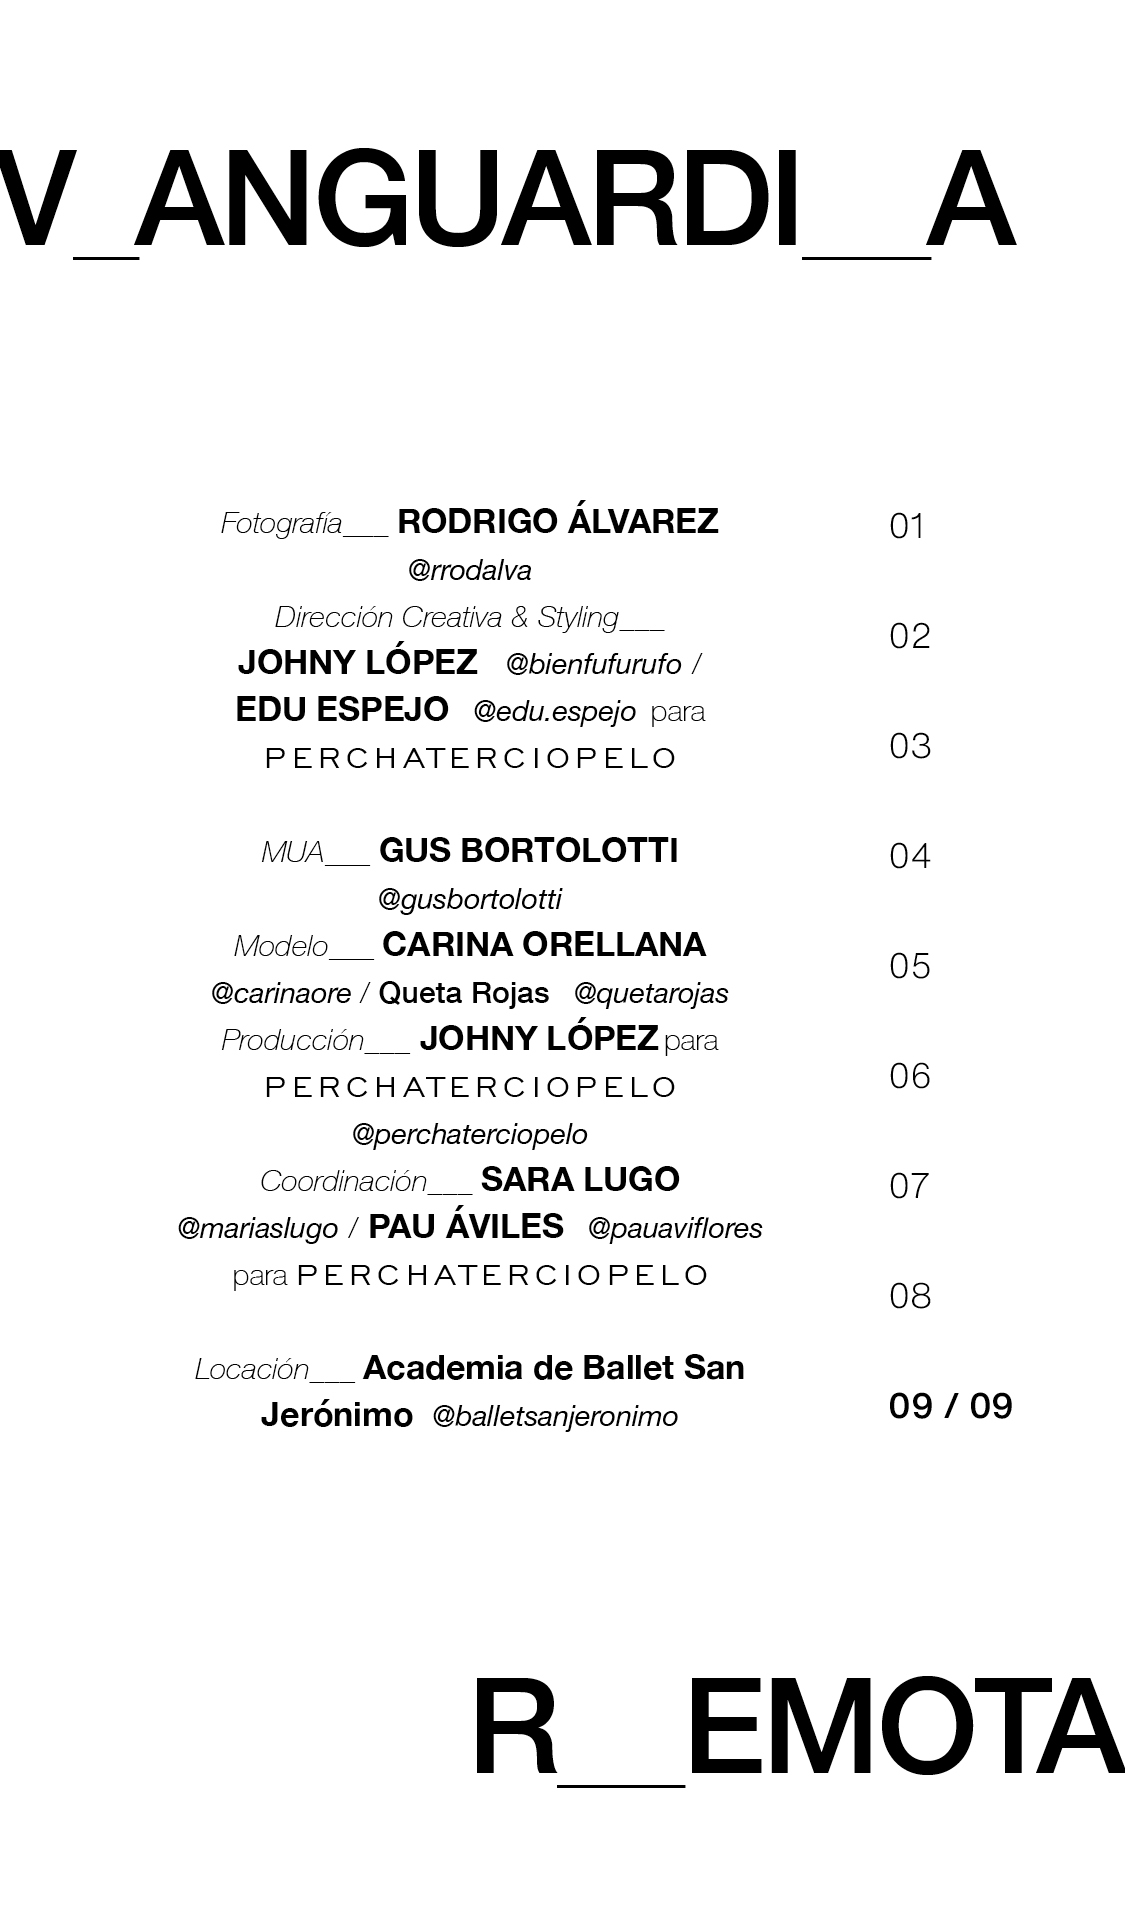 V_ANGUARDI__A
Fotografía___ RODRIGO ÁLVAREZ
@rrodalva
Dirección Creativa & Styling___
JOHNY LÓPEZ @bienfufurufo /
EDU ESPEJO @edu.espejo para
PERCHATERCIOPELO
MUA___ GUS BORTOLOTTI
@gusbortolotti
Modelo___ CARINA ORELLANA
@carinaore / Queta Rojas @quetarojas
Producción___ JOHNY LÓPEZ para
PERCHATERCIOPELO
@perchaterciopelo
Coordinación___ SARA LUGO
@mariaslugo / PAU ÁVILES @pauaviflores
para PERCHATERCIOPELO
Locación___ Academia de Ballet San
Jerónimo @balletsanjeronimo
01
02
03
04
05
06
07
08
09 / 09
R__EMOTA